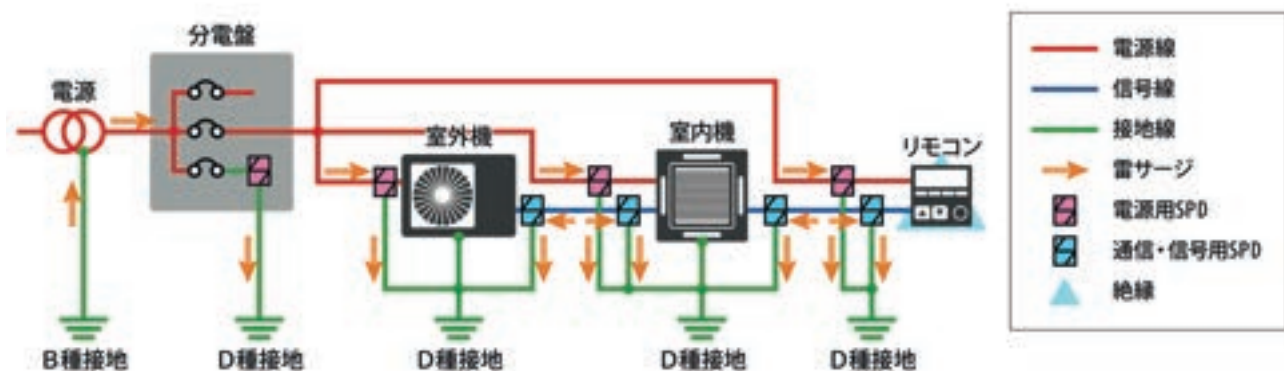 分電盤
電源
室外機
室内機
リモコン
B種接地
D種接地
D種接地
D種接地
D種接地
電源線
信号線
接地線
雷サージ
電源用SPD
通信・信号用SPD
絶縁